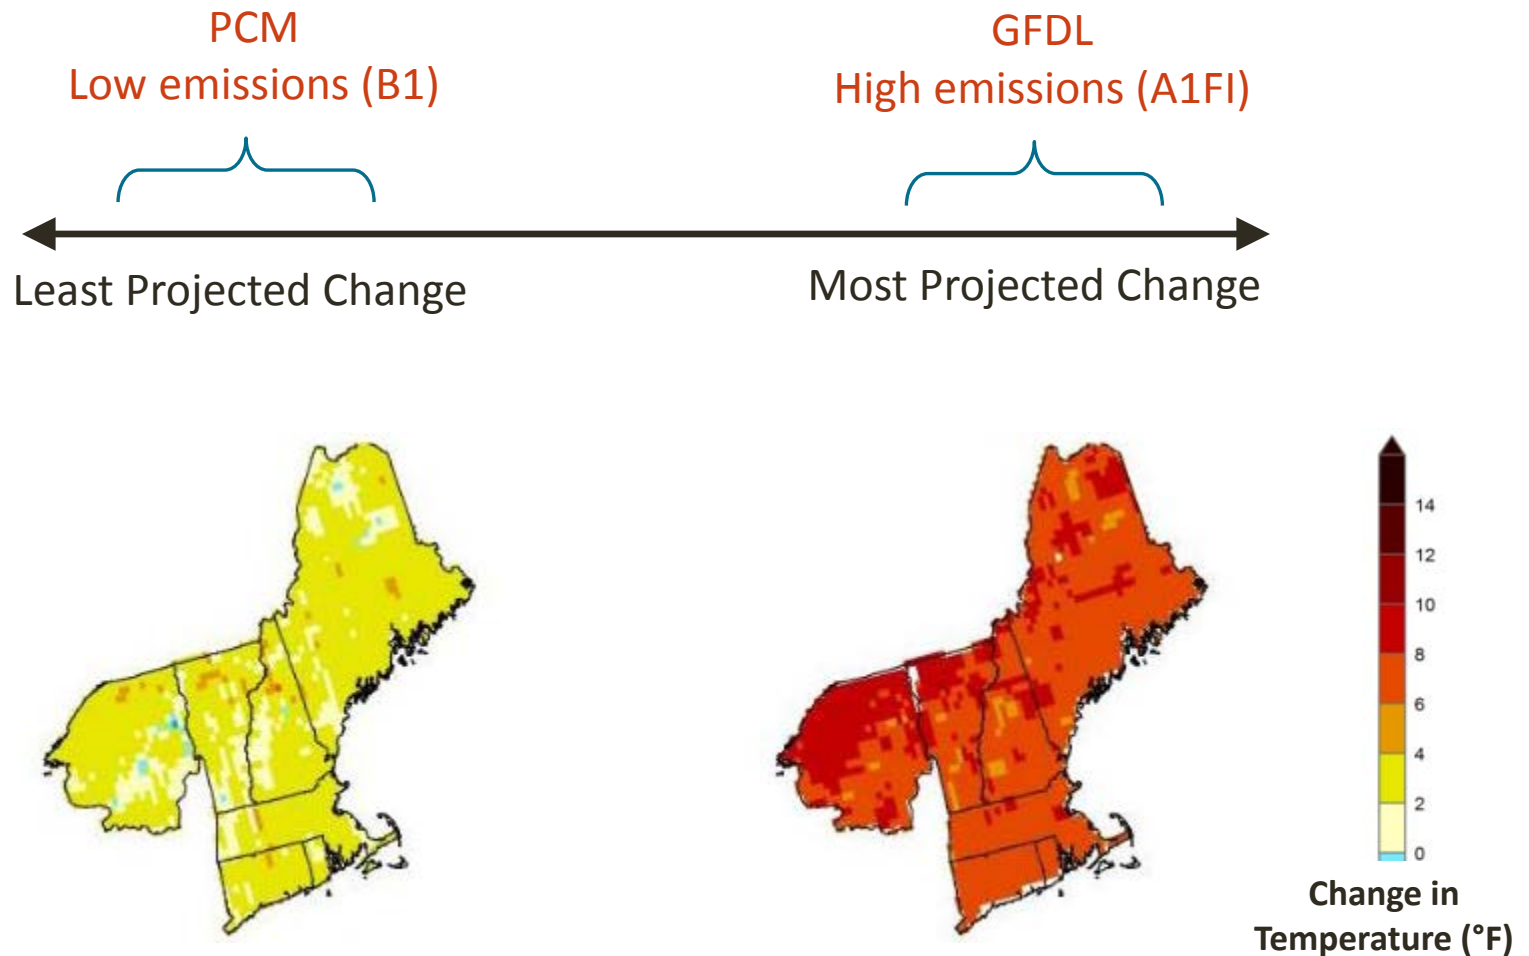 PCM
Low emissions (B1)
GFDL
High emissions (A1FI)
Least Projected Change
Most Projected Change
14
12
10
8
6
4
2
0
Change in
Temperature (°F)